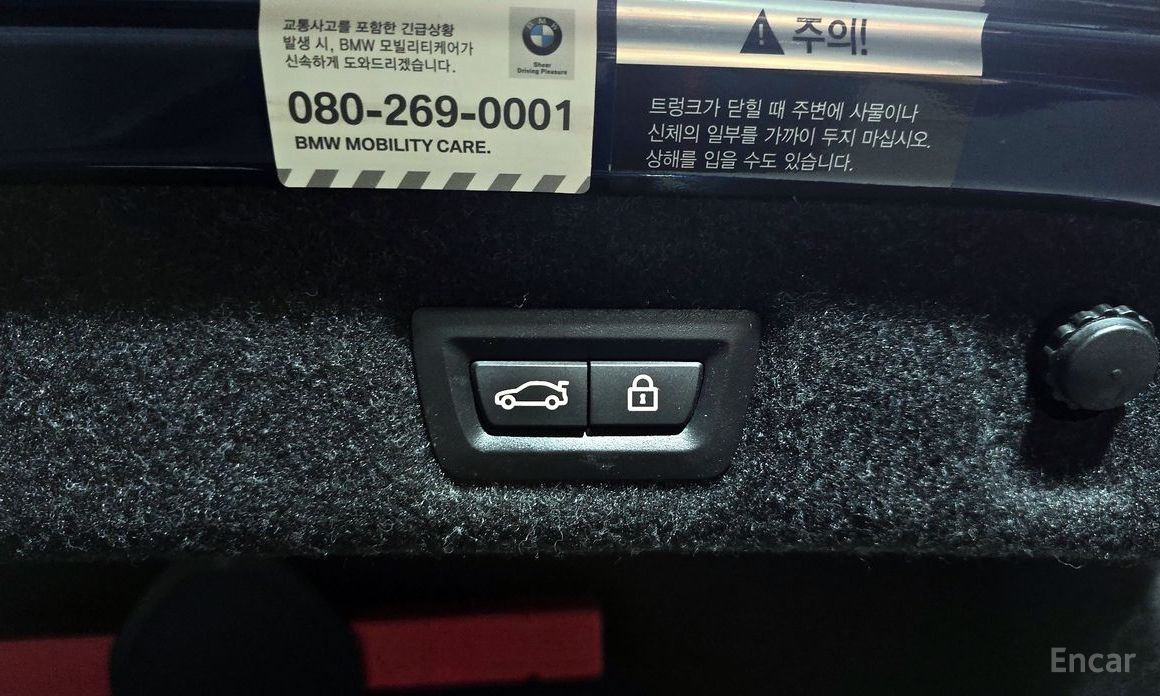 교통사고를 포함한 긴급상황
발생 시, BMW 모빌리티케어가
신속하게 도와드리겠습니다.
BMW
Sheer
Driving Pleasure
080-269-0001
BMW MOBILITY CARE.
주의!
트렁크가 닫힐 때 주변에 사물이나
신체의 일부를 가까이 두지 마십시오.
상해를 입을 수도 있습니다.
Encar